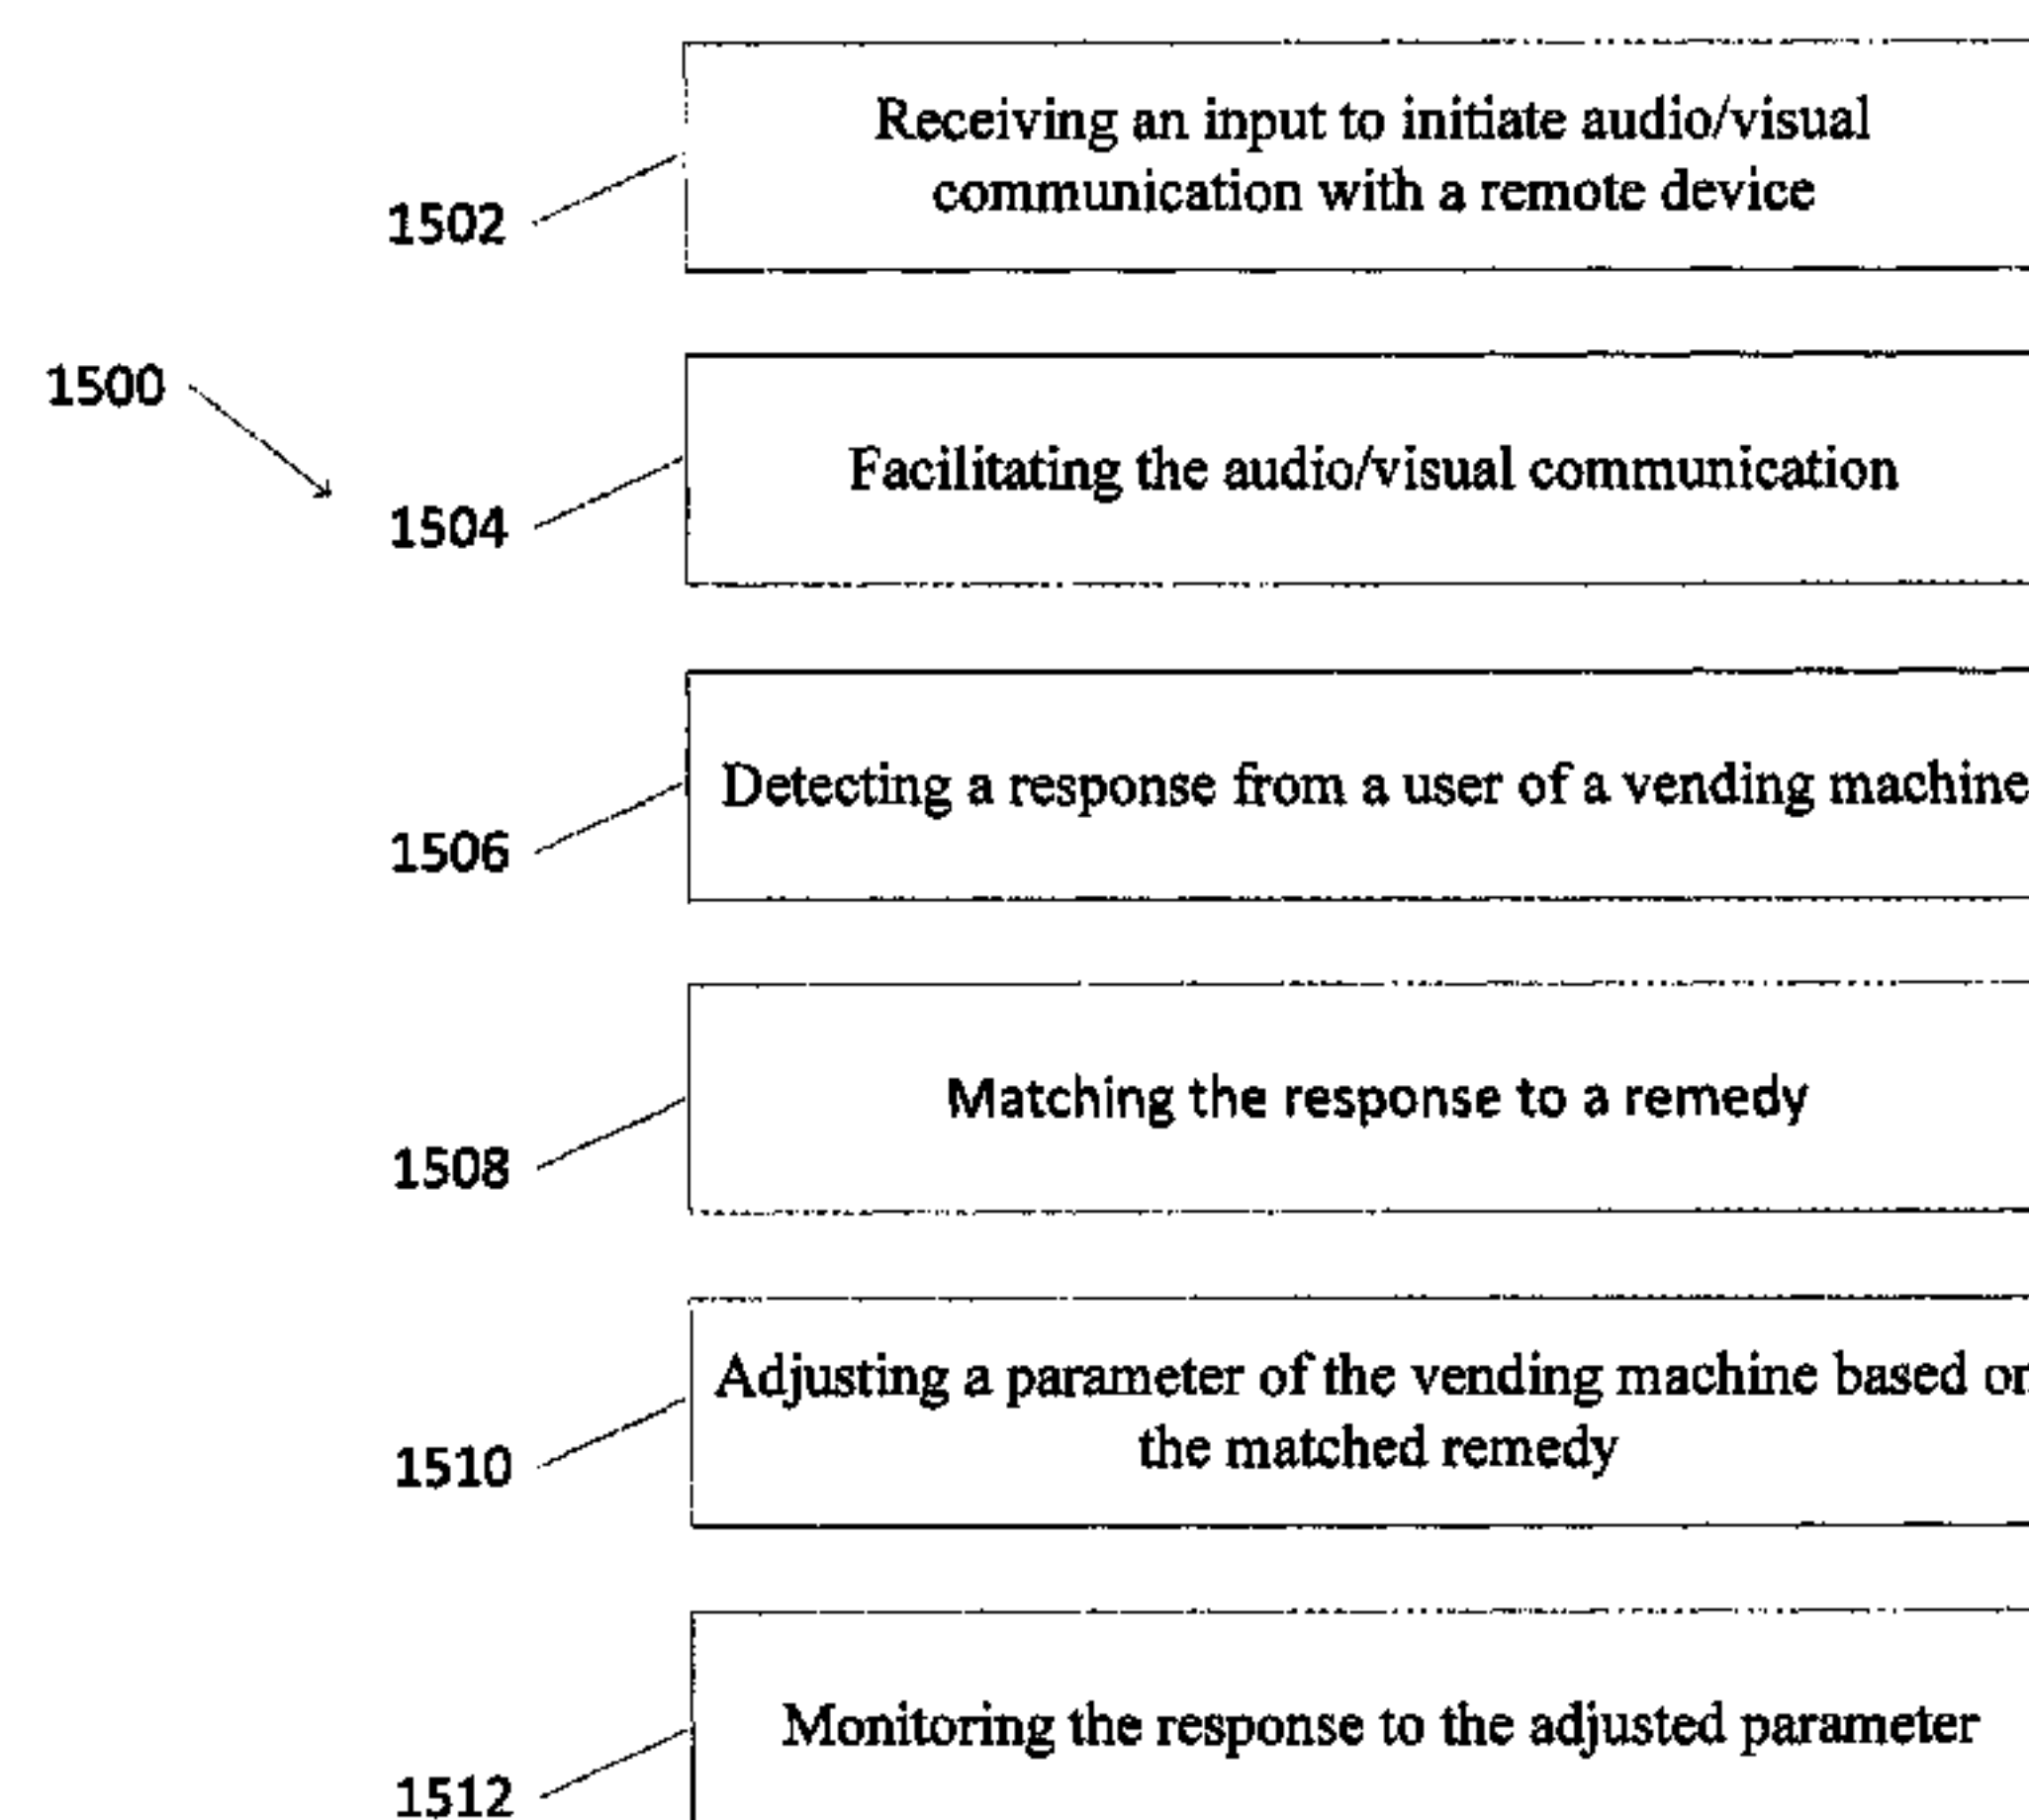 Receiving an input to initiate audio/visual
communication with a remote device
1502
1500
Facilitating the audio/visual communication
1504
Detecting a response from a user of a vending machine
1506
Matching the response to a remedy
1508
Adjusting a parameter of the vending machine based on
the matched remedy
1510
Monitoring the response to the adjusted parameter
1512